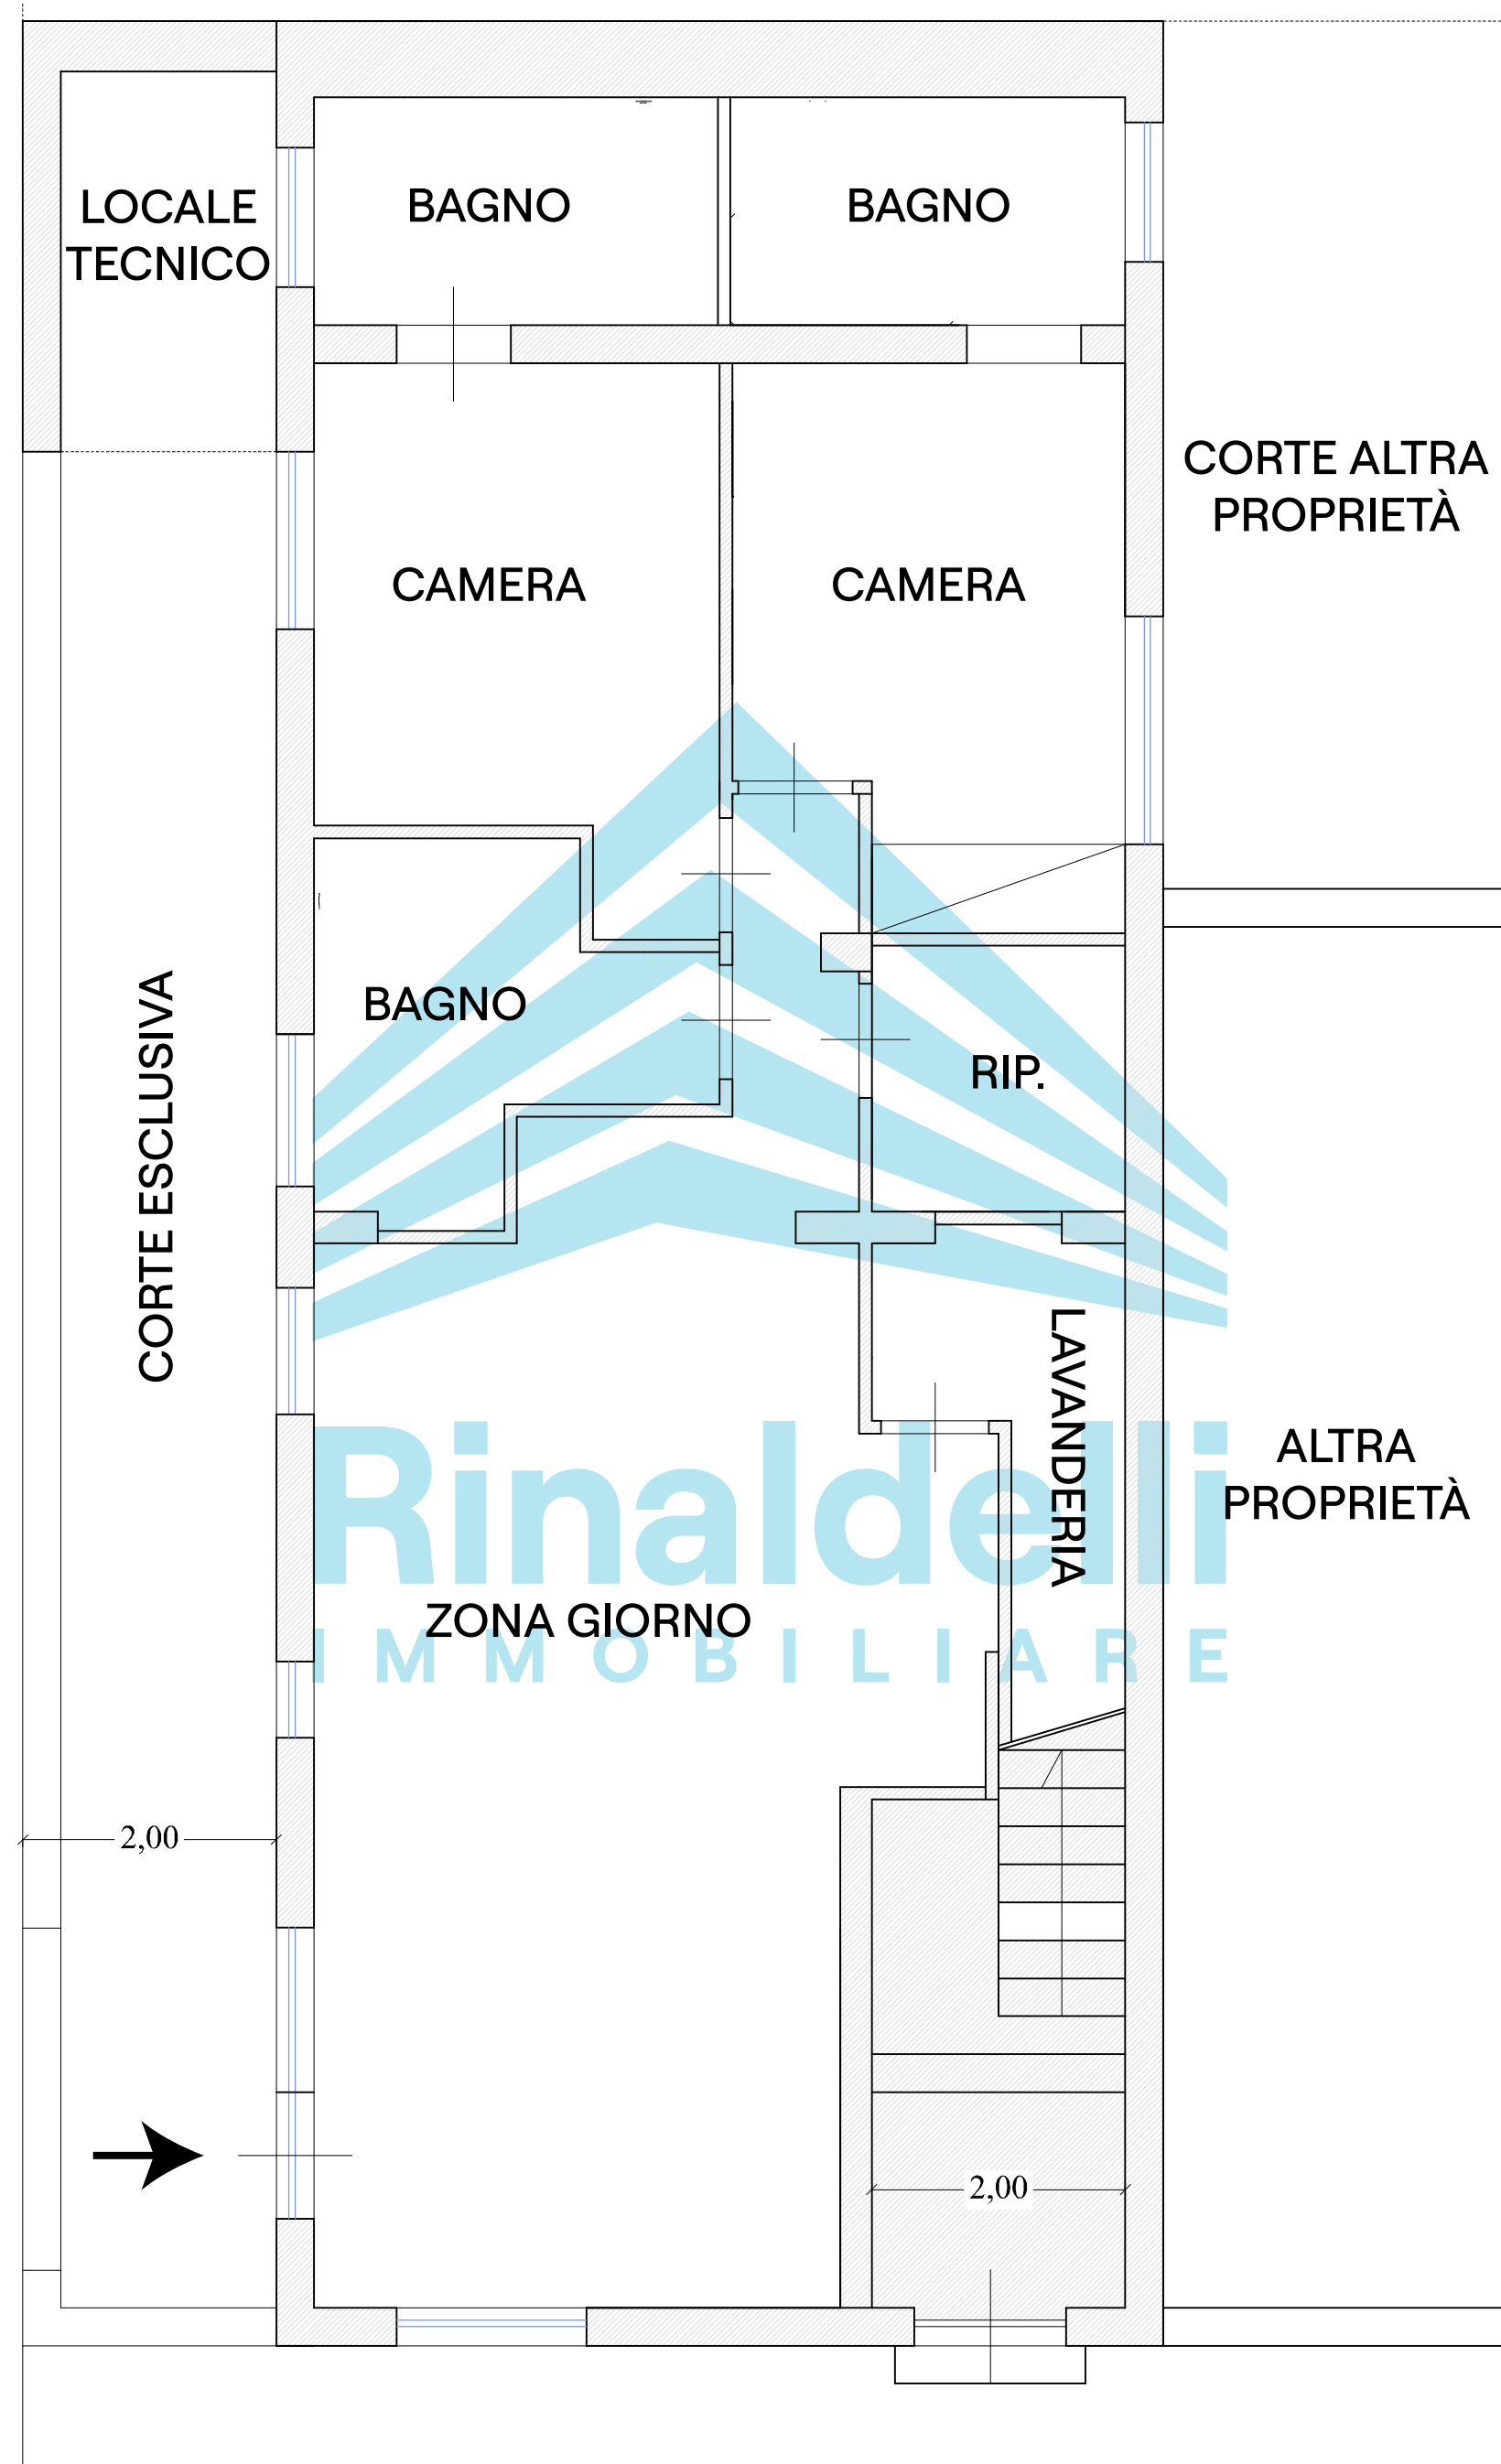 LOCALE
TECNICO
BAGNO
BAGNO
CORTE ALTRA
PROPRIETÀ
CAMERA
CAMERA
BAGNO
RIP.
CORTE ESCLUSIVA
LAVANDERIA
Rinaldelli
IMMOBILIARE
ZONA GIORNO
ALTRA
PROPRIETÀ
2,00
2,00